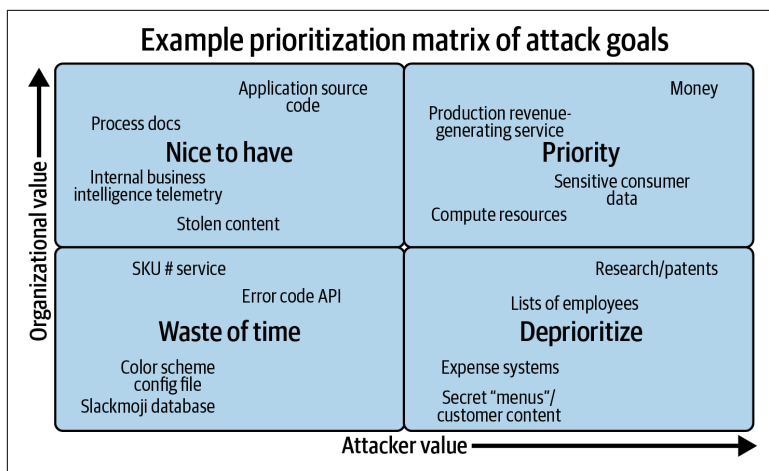 Example prioritization matrix of attack goals
Organizational value
Application source
code
Process docs
Nice to have
Internal business
intelligence telemetry
Stolen content
Money
Production revenue-
generating service
Priority
Sensitive consumer
data
Compute resources
SKU # service
Error code API
Waste of time
Color scheme
config file
Slackmoji database
Research/patents
Lists of employees
Deprioritize
Expense systems
Secret “menus”/
customer content
Attacker value